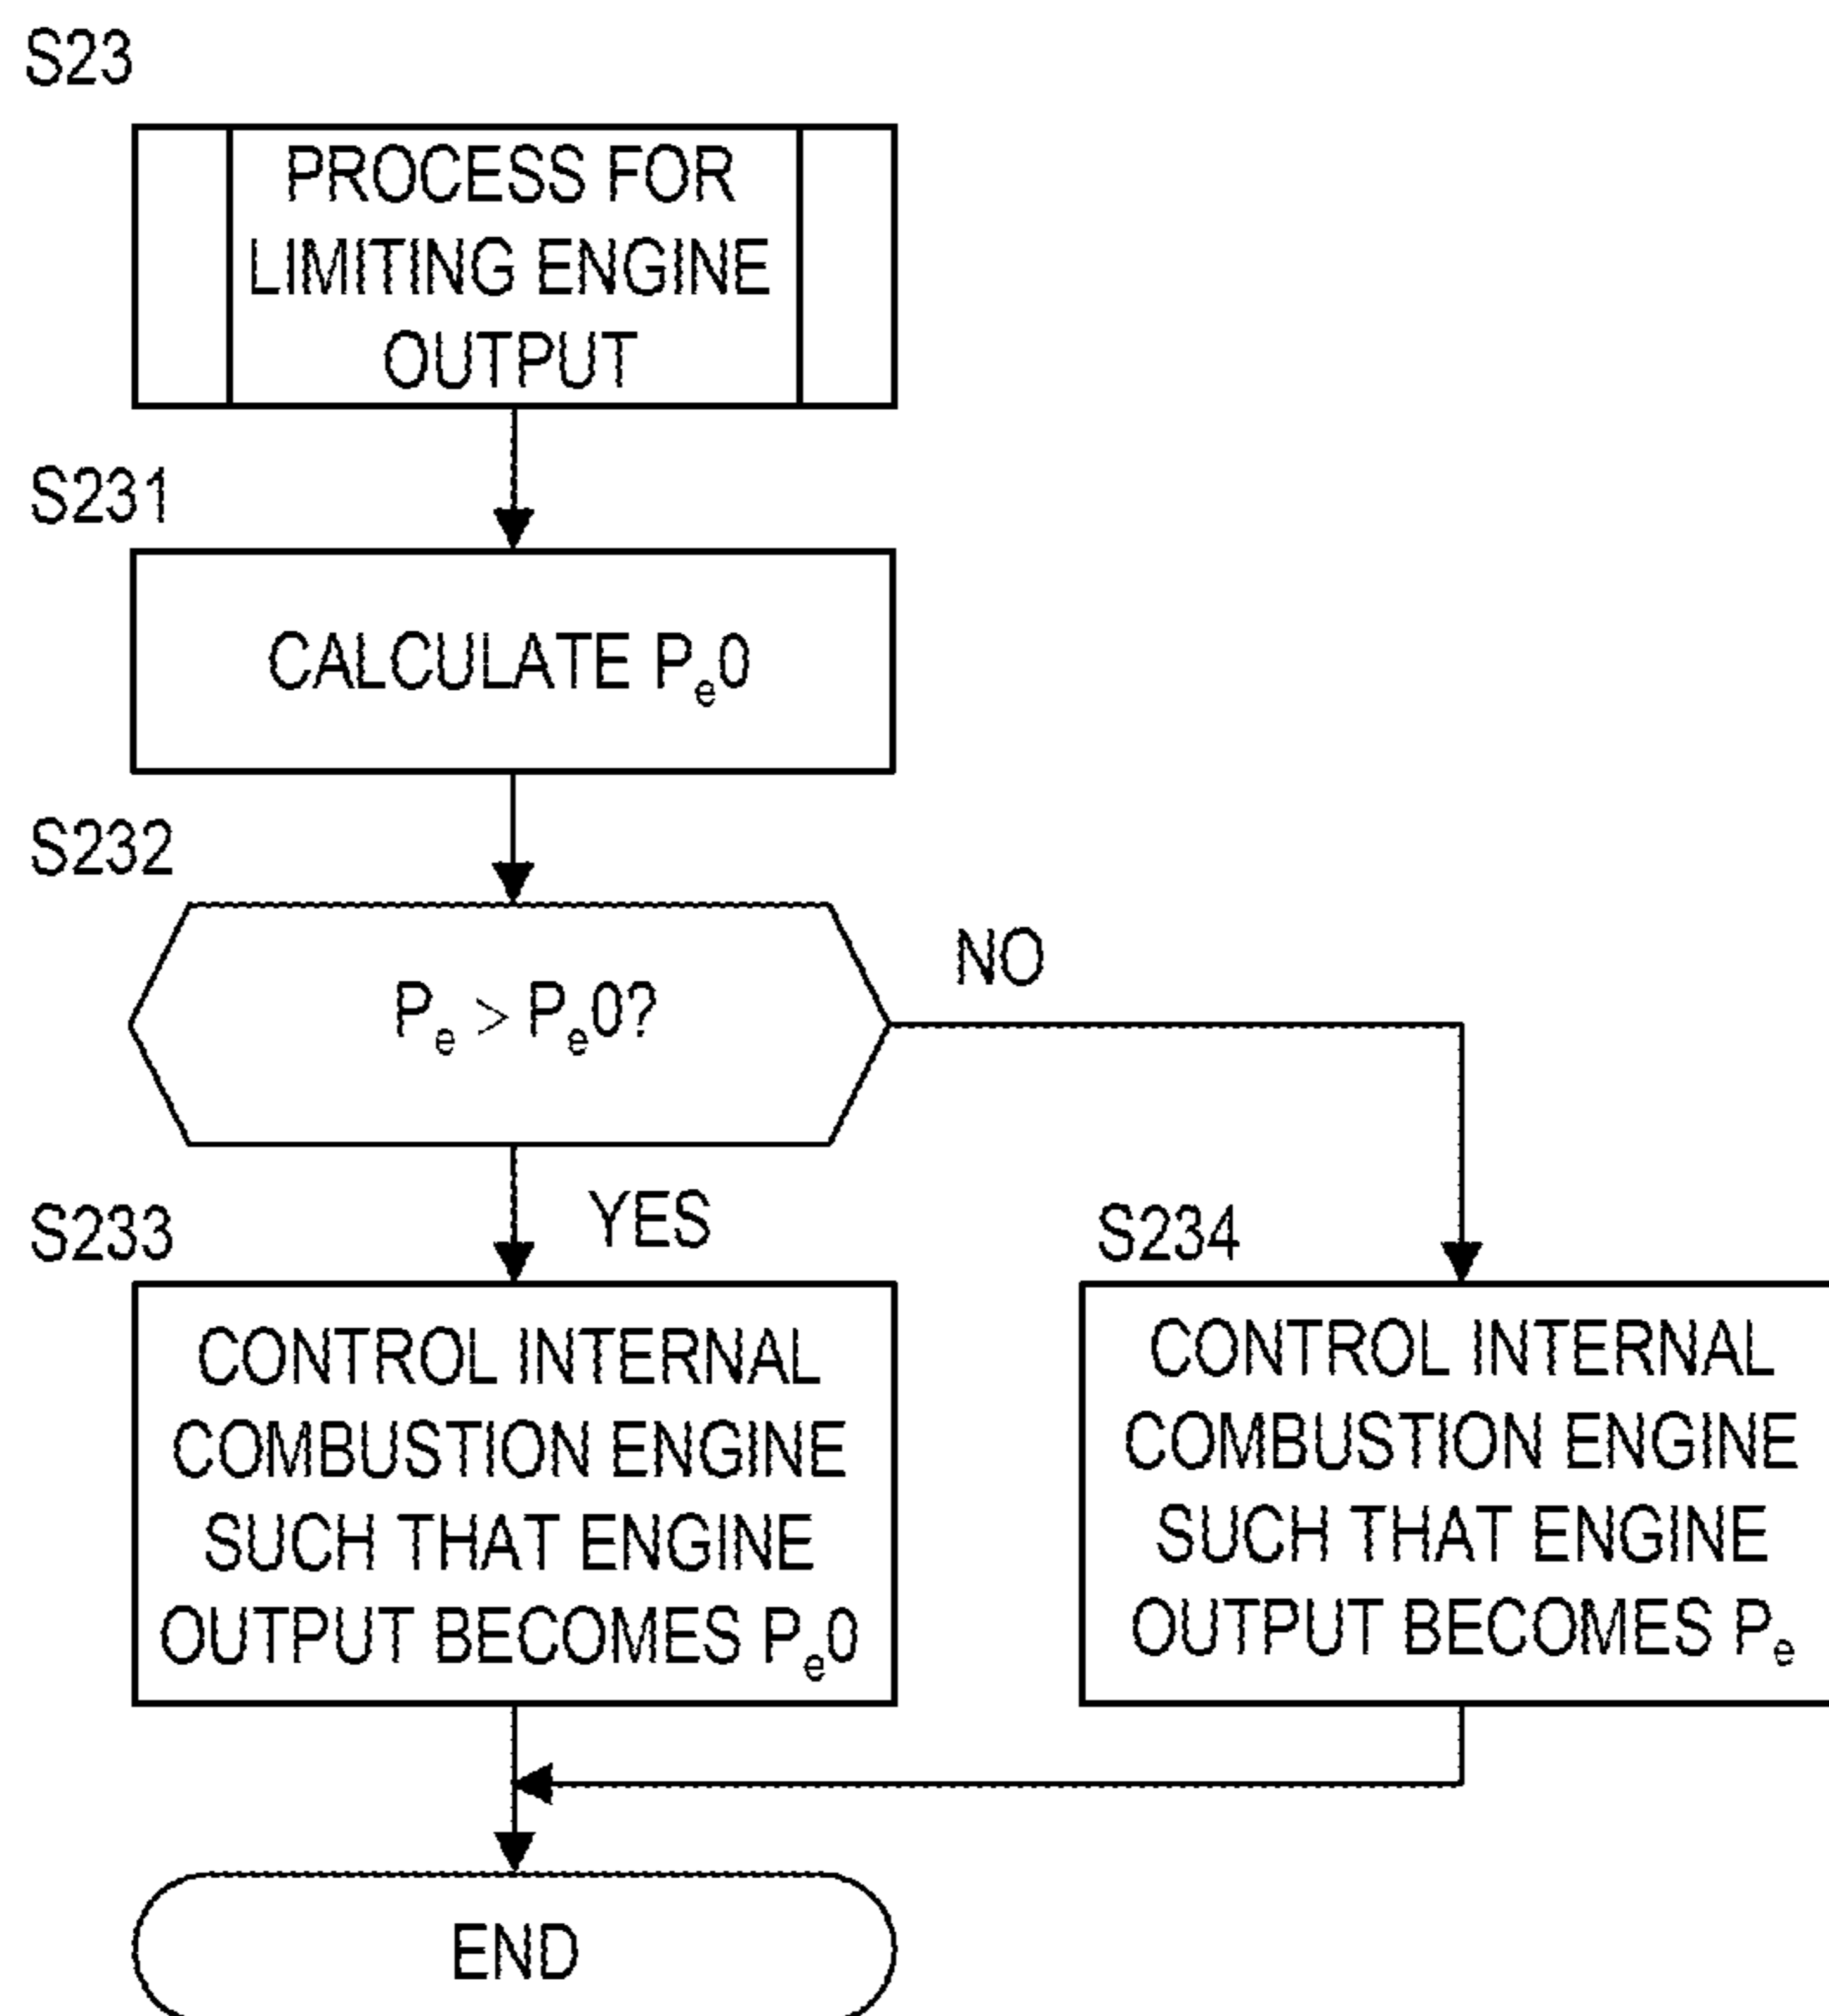 S23
PROCESS FOR
LIMITING ENGINE
OUTPUT
S231
CALCULATE Pe0
S232
Pe > Pe0?
NO
YES
S233
CONTROL INTERNAL
COMBUSTION ENGINE
SUCH THAT ENGINE
OUTPUT BECOMES Pe0
S234
CONTROL INTERNAL
COMBUSTION ENGINE
SUCH THAT ENGINE
OUTPUT BECOMES Pe
END